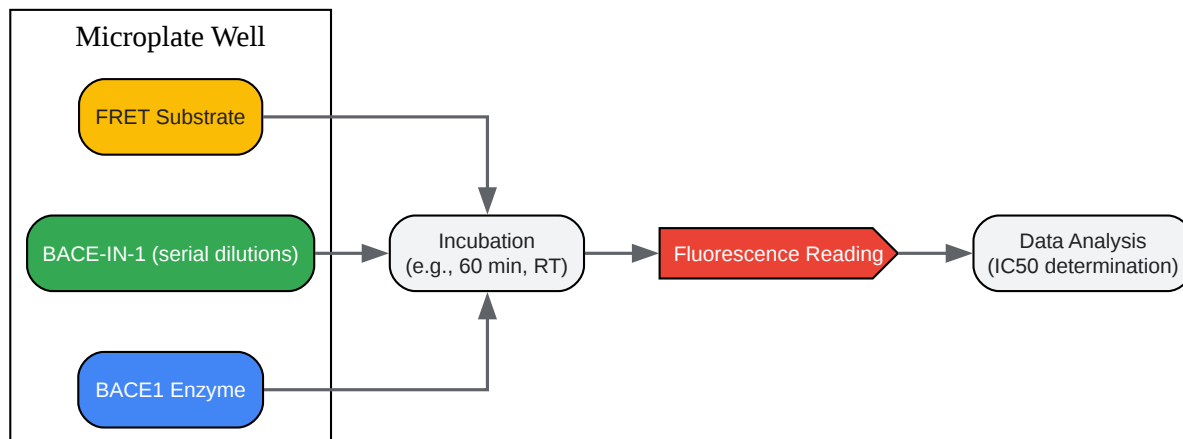 Microplate Well
FRET Substrate
BACE-IN-1 (serial dilutions)
BACE1 Enzyme
Incubation
(e.g., 60 min, RT)
Fluorescence Reading
Data Analysis
(IC50 determination)